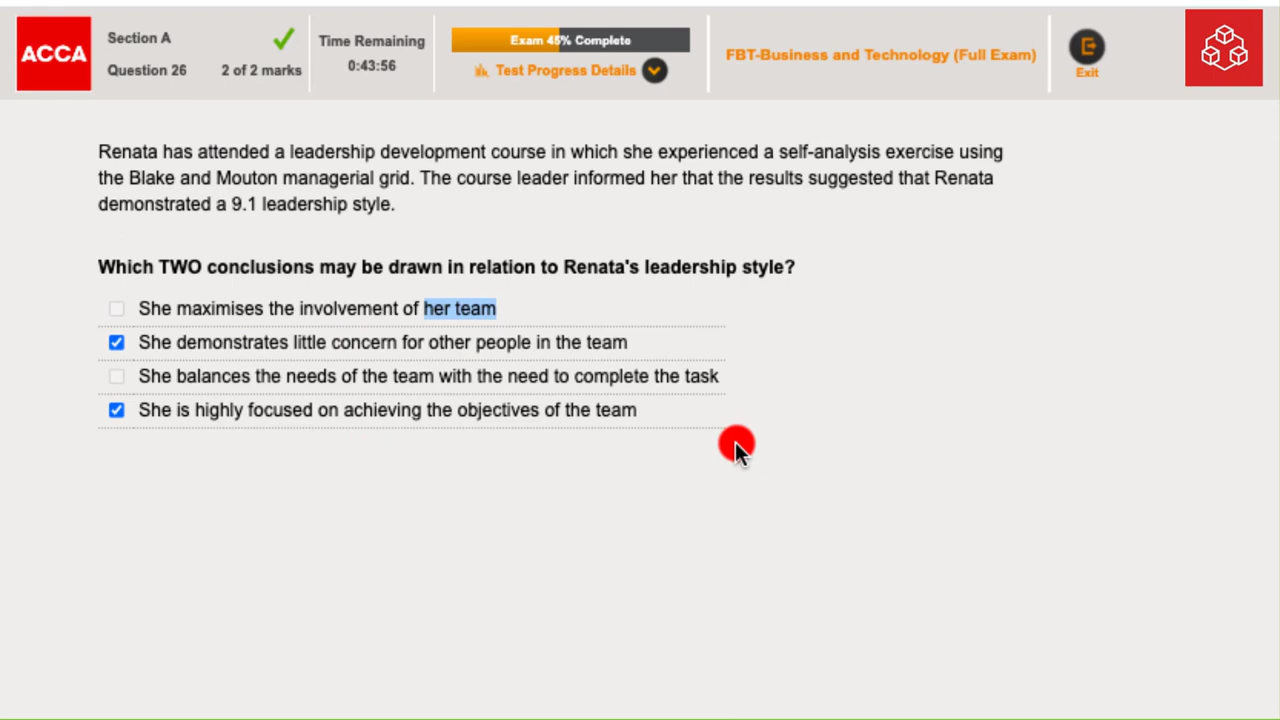 ACCA
Section A
Question 26
2 of 2 marks
Time Remaining
0:43:56
Exam 45% Complete
Test Progress Details
FBT-Business and Technology (Full Exam)
Exit
Renata has attended a leadership development course in which she experienced a self-analysis exercise using
the Blake and Mouton managerial grid. The course leader informed her that the results suggested that Renata
demonstrated a 9.1 leadership style.
Which TWO conclusions may be drawn in relation to Renata's leadership style?
She maximises the involvement of her team
She demonstrates little concern for other people in the team
She balances the needs of the team with the need to complete the task
She is highly focused on achieving the objectives of the team